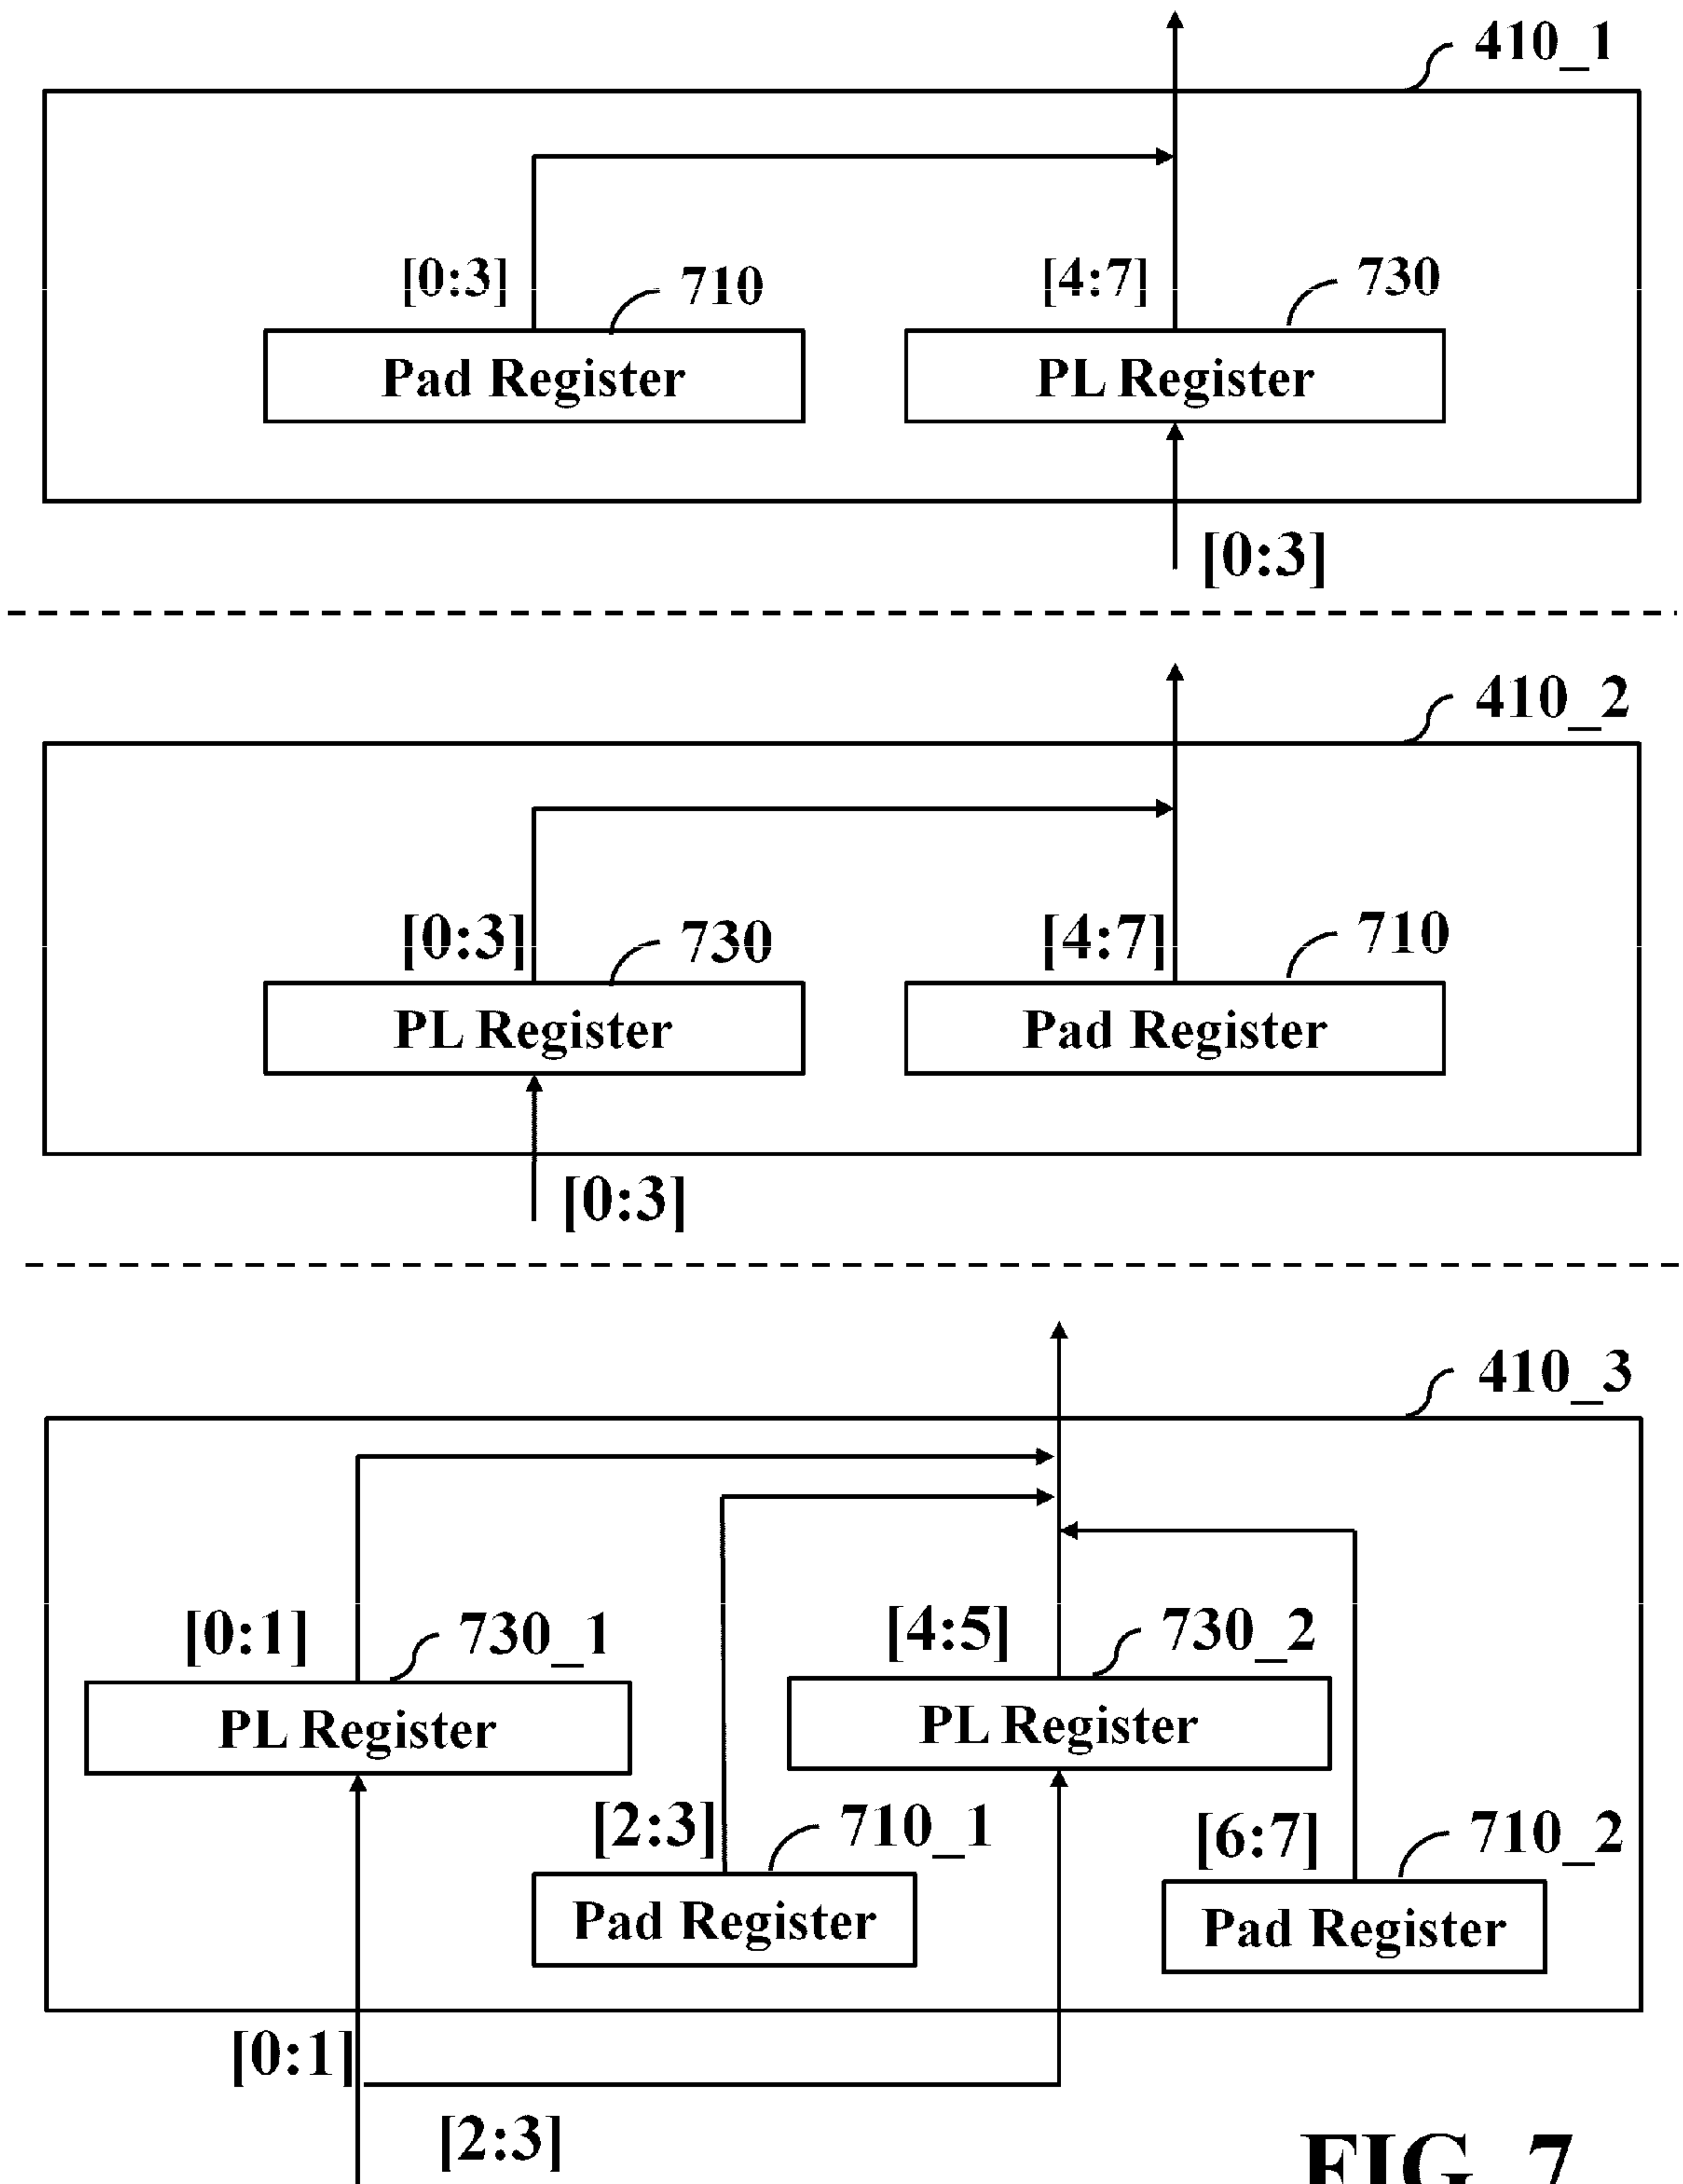 410_1
[0:3] 710 [4:7] 730
Pad Register PL Register
[0:3]
410_2
[0:3] 730 [4:7] 710
PL Register Pad Register
[0:3]
410_3
[0:1] 730_1 [4:5] 730_2
PL Register PL Register
[2:3] 710_1 [6:7] 710_2
Pad Register Pad Register
[0:1]
[2:3]
FIG. 7